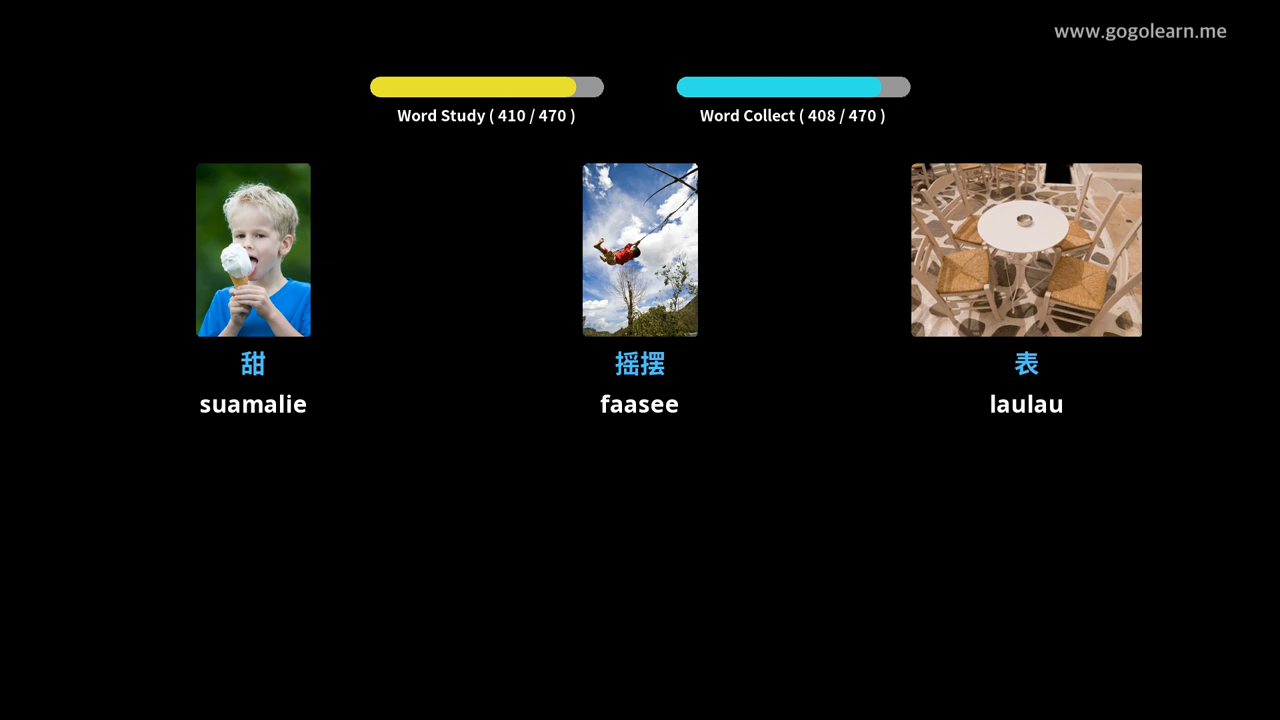 www.gogolearn.me
Word Study ( 410 / 470 )
Word Collect ( 408 / 470 )
甜
摇摆
表
suamalie
faasee
laulau